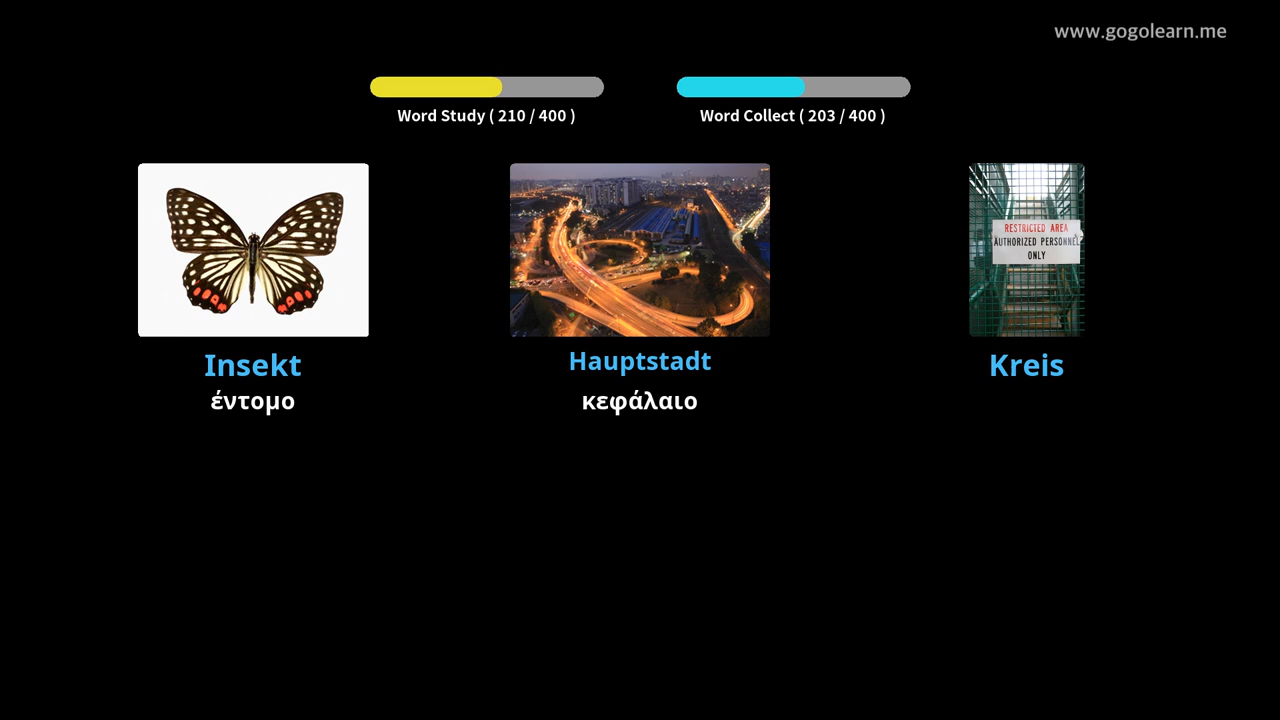 www.gogolearn.me
Word Study ( 210 / 400 )
Word Collect ( 203 / 400 )
RESTRICTED AREA
AUTHORIZED PERSONNEL
ONLY
Insekt
Hauptstadt
Kreis
έντομο
κεφάλαιο